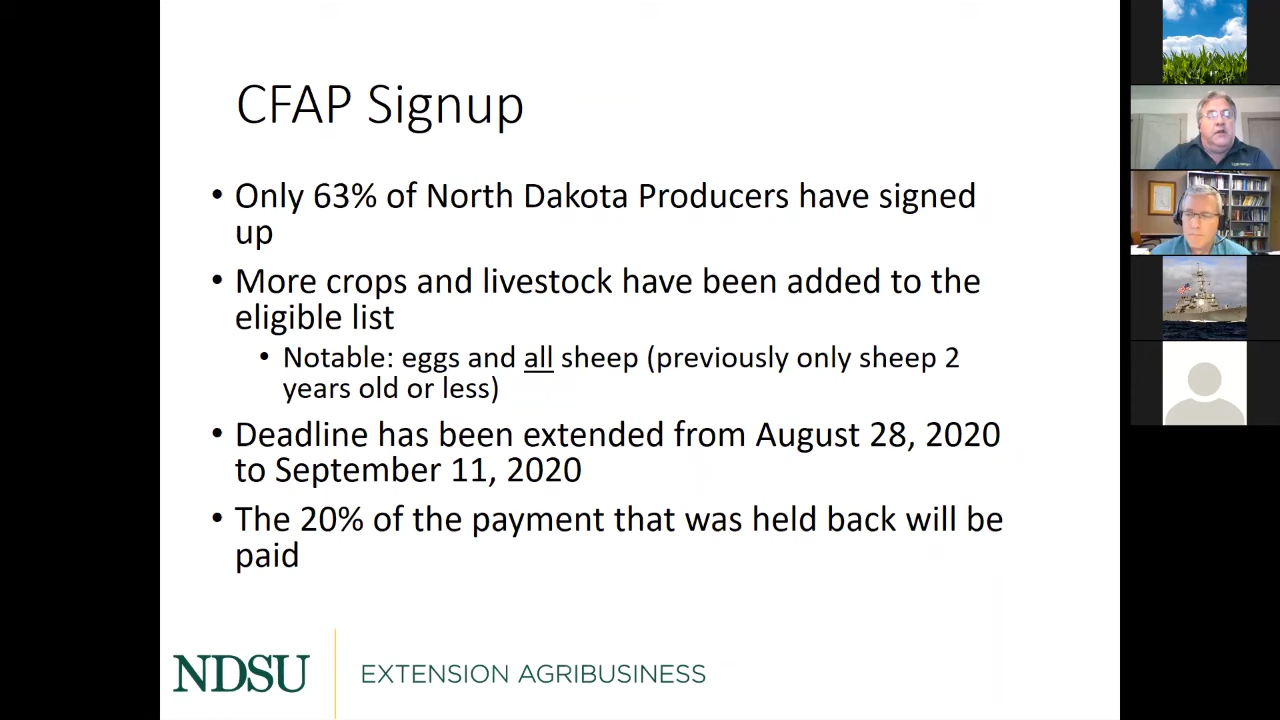 CFAP Signup
• Only 63% of North Dakota Producers have signed
up
• More crops and livestock have been added to the
eligible list
• Notable: eggs and all sheep (previously only sheep 2
years old or less)
• Deadline has been extended from August 28, 2020
to September 11, 2020
• The 20% of the payment that was held back will be
paid
NDSU
EXTENSION AGRIBUSINESS